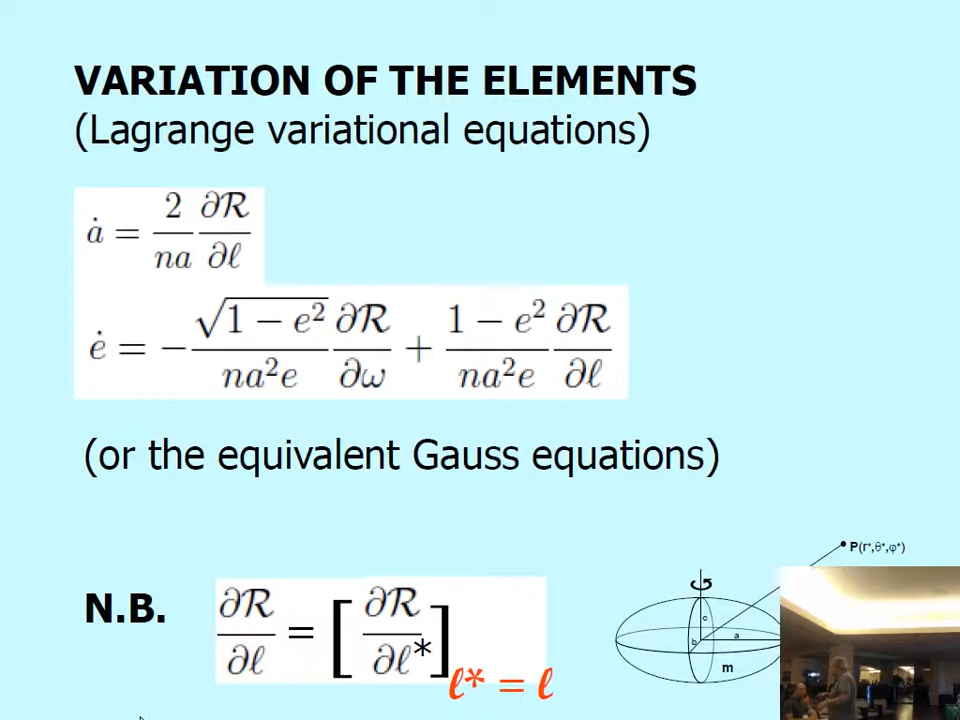 VARIATION OF THE ELEMENTS
(Lagrange variational equations)
ȧ = 2/na ∂ℛ/∂ℓ
ė = − √(1 − e²)/na²e ∂ℛ/∂ω + 1 − e²/na²e ∂ℛ/∂ℓ
(or the equivalent Gauss equations)
P(r*,θ*,φ*)
N.B. ∂ℛ/∂ℓ = [∂ℛ/∂ℓ*] ℓ* = ℓ
c
b
a
m